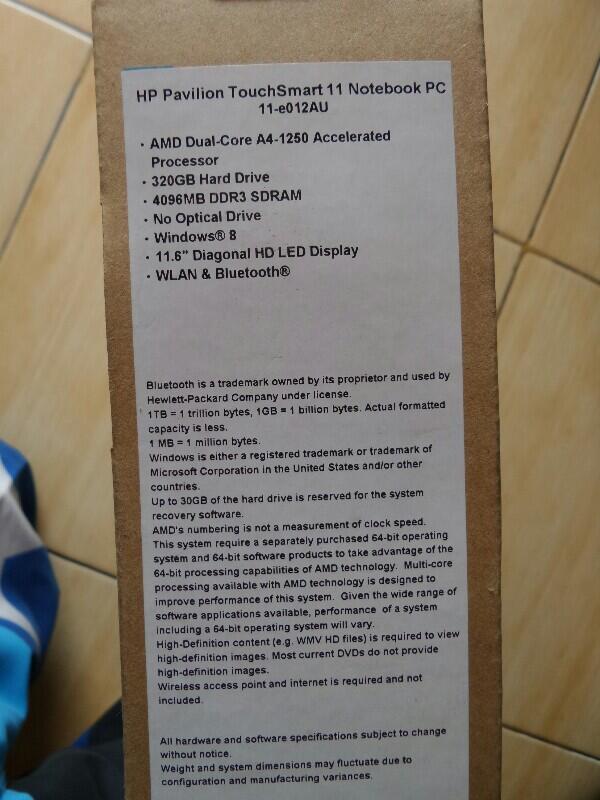 HP Pavilion TouchSmart 11 Notebook PC
11-e012AU
· AMD Dual-Core A4-1250 Accelerated
Processor
· 320GB Hard Drive
· 4096MB DDR3 SDRAM
· No Optical Drive
· Windows® 8
· 11.6" Diagonal HD LED Display
· WLAN & Bluetooth®
Bluetooth is a trademark owned by its proprietor and used by
Hewlett-Packard Company under license.
1TB = 1 trillion bytes, 1GB = 1 billion bytes. Actual formatted
capacity is less.
1 MB = 1 million bytes.
Windows is either a registered trademark or trademark of
Microsoft Corporation in the United States and/or other
countries.
Up to 30GB of the hard drive is reserved for the system
recovery software.
AMD's numbering is not a measurement of clock speed.
This system require a separately purchased 64-bit operating
system and 64-bit software products to take advantage of the
64-bit processing capabilities of AMD technology. Multi-core
processing available with AMD technology is designed to
improve performance of this system. Given the wide range of
software applications available, performance of a system
including a 64-bit operating system will vary.
High-Definition content (e.g. WMV HD files) is required to view
high-definition images. Most current DVDs do not provide
high-definition images.
Wireless access point and internet is required and not
included.
All hardware and software specifications subject to change
without notice.
Weight and system dimensions may fluctuate due to
configuration and manufacturing variances.